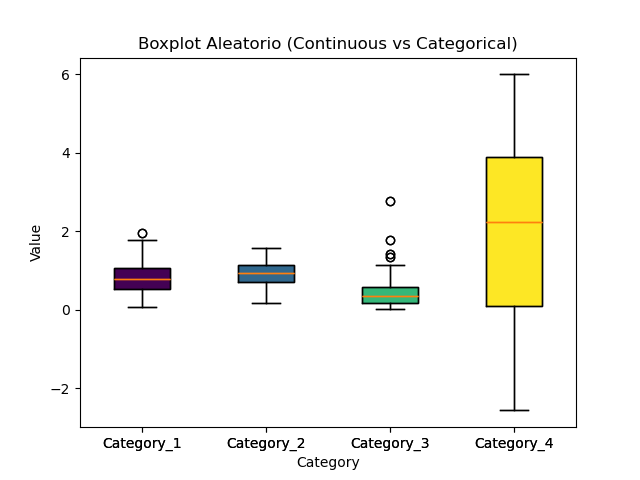 Boxplot Aleatorio (Continuous vs Categorical)
Value
6
4
2
0
−2
Category_1 Category_2 Category_3 Category_4
Category